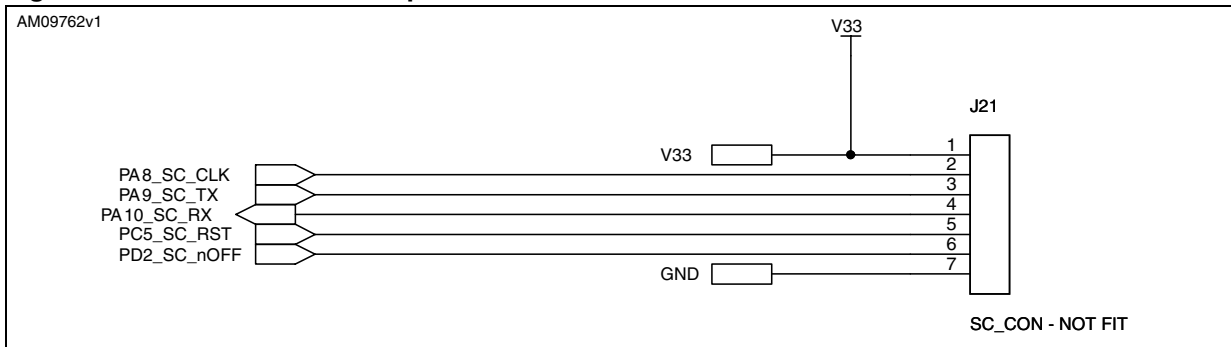 AM09762v1
V33
J21
V33
1
PA8_SC_CLK
2
PA9_SC_TX
3
PA10_SC_RX
4
PC5_SC_RST
5
PD2_SC_nOFF
6
GND
7
SC_CON - NOT FIT